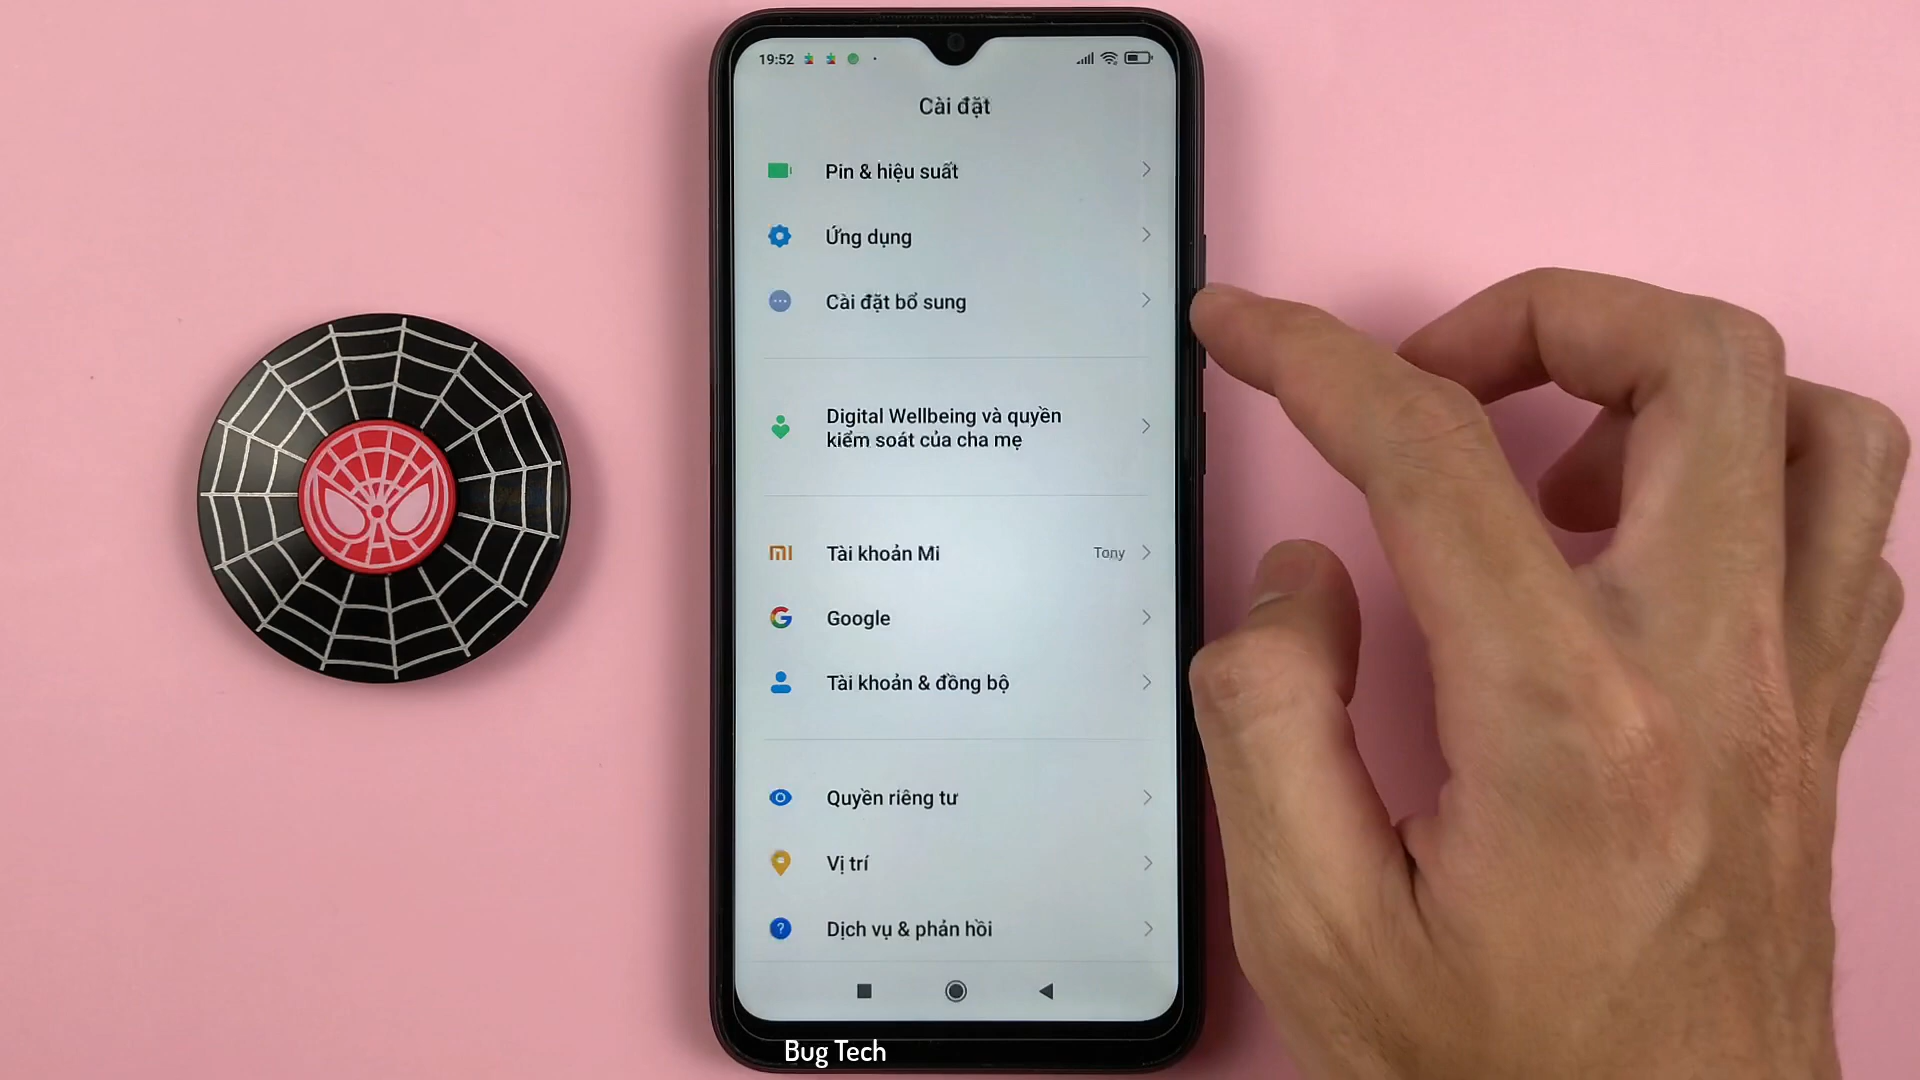 19:52
Cài đặt
Pin & hiệu suất
Ứng dụng
Cài đặt bổ sung
Digital Wellbeing và quyền
kiểm soát của cha mẹ
Tài khoản Mi
Tony
Google
Tài khoản & đồng bộ
Quyền riêng tư
Vị trí
Dịch vụ & phản hồi
Bug Tech